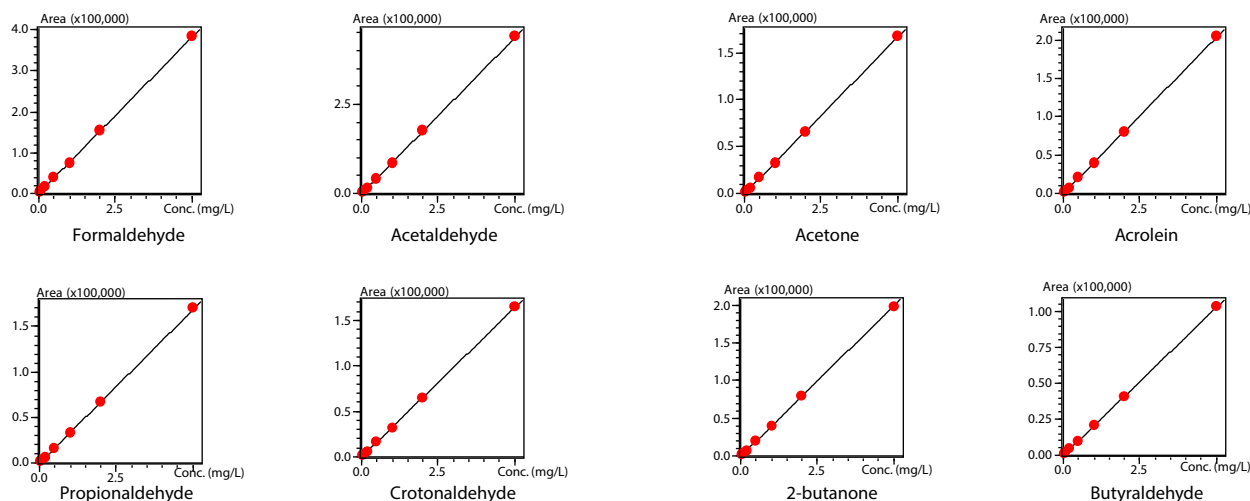 Area (x100,000)
4.0
3.0
2.0
1.0
0.0
0.0
2.5
Conc. (mg/L)
Formaldehyde
Area (x100,000)
2.5
0.0
0.0
2.5
Conc. (mg/L)
Acetaldehyde
Area (x100,000)
1.5
1.0
0.5
0.0
0.0
2.5
Conc. (mg/L)
Acetone
Area (x100,000)
2.0
1.5
1.0
0.5
0.0
0.0
2.5
Conc. (mg/L)
Acrolein
Area (x100,000)
1.5
1.0
0.5
0.0
0.0
2.5
Conc. (mg/L)
Propionaldehyde
Area (x100,000)
1.5
1.0
0.5
0.0
0.0
2.5
Conc. (mg/L)
Crotonaldehyde
Area (x100,000)
2.0
1.5
1.0
0.5
0.0
0.0
2.5
Conc. (mg/L)
2-butanone
Area (x100,000)
1.00
0.75
0.50
0.25
0.00
0.0
2.5
Conc. (mg/L)
Butyraldehyde